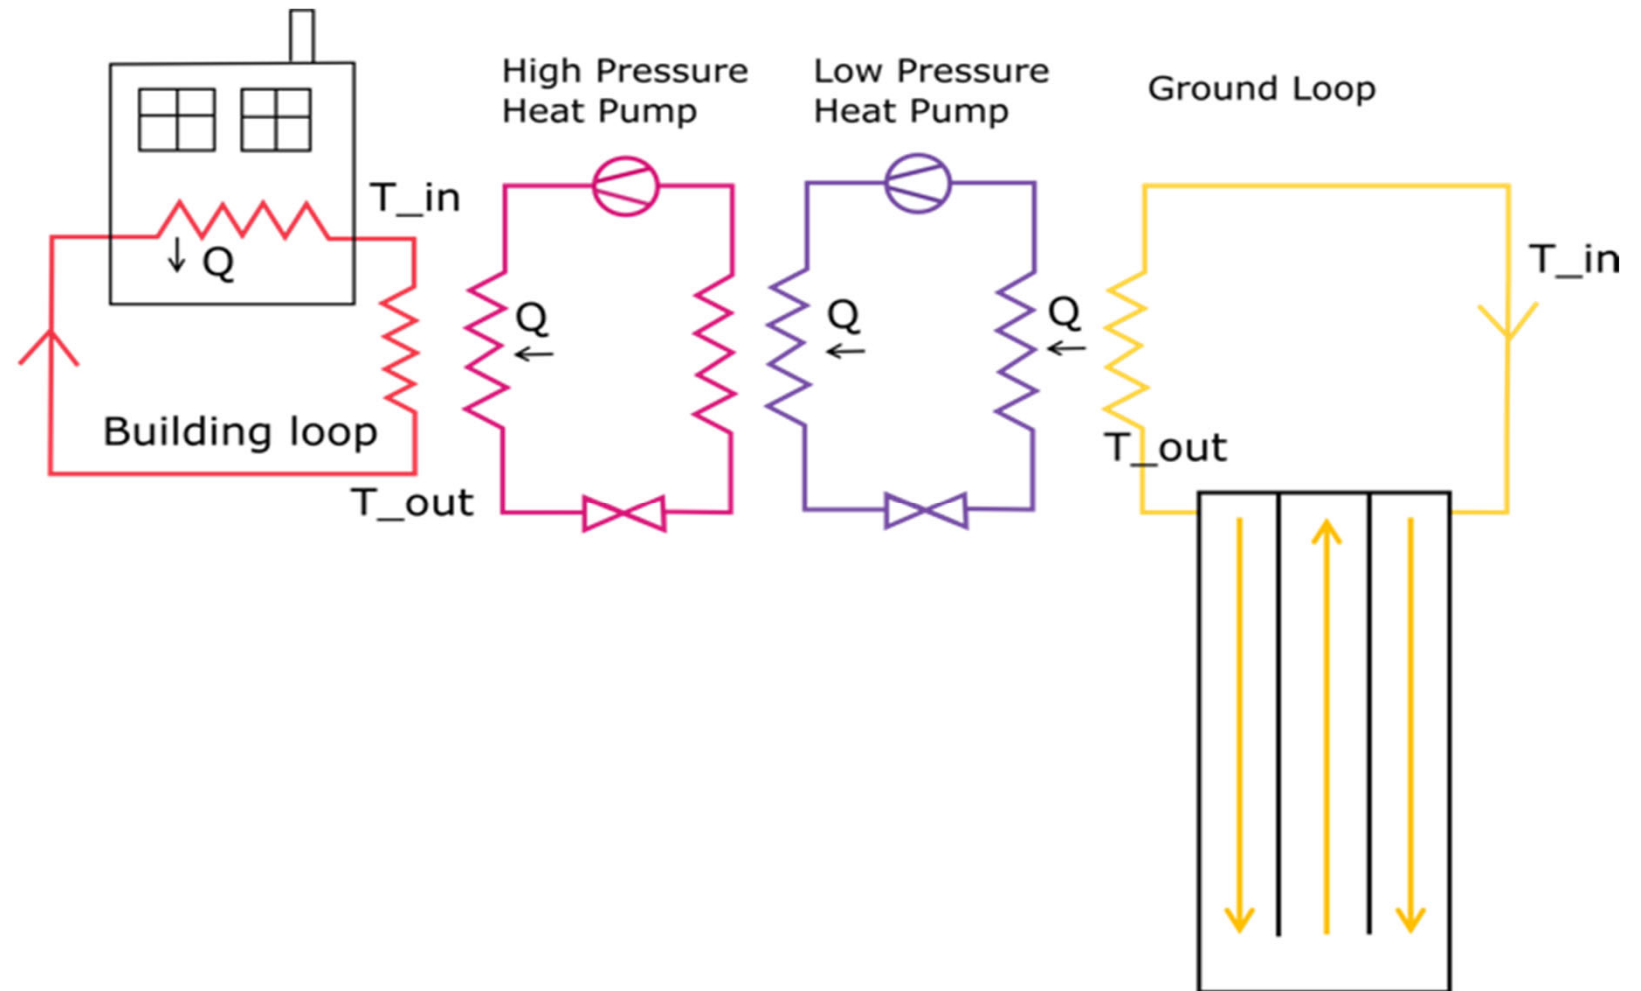 High Pressure
Heat Pump
Low Pressure
Heat Pump
Ground Loop
T_in
Q
Building loop
T_out
Q
Q
Q
T_in
T_out